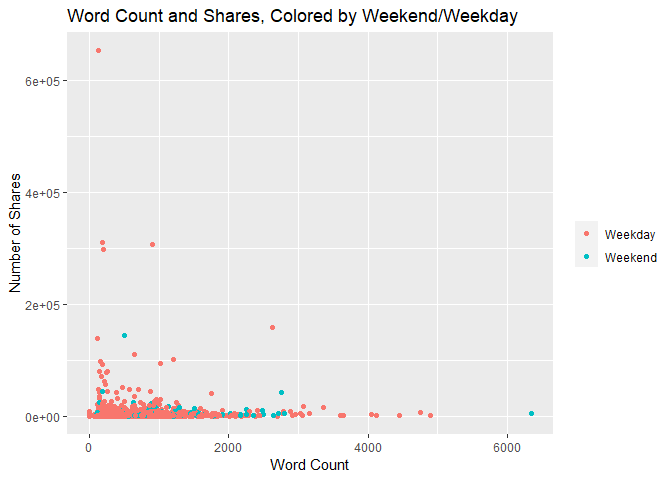 Word Count and Shares, Colored by Weekend/Weekday
6e+05
4e+05
2e+05
0e+00
Number of Shares
0 2000 4000 6000
Word Count
Weekday
Weekend